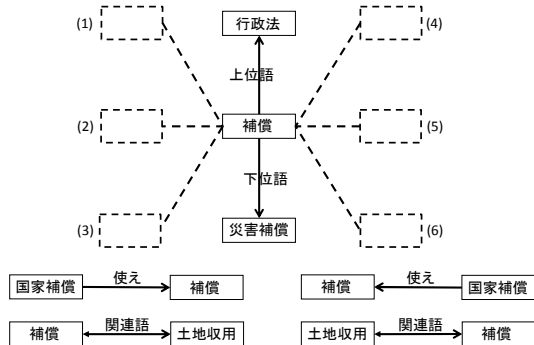 (1)
行政法
(4)
上位語
(2)
補償
(5)
下位語
(3)
災害補償
(6)
国家補償
使え
補償
補償
使え
国家補償
補償
関連語
土地収用
土地収用
関連語
補償